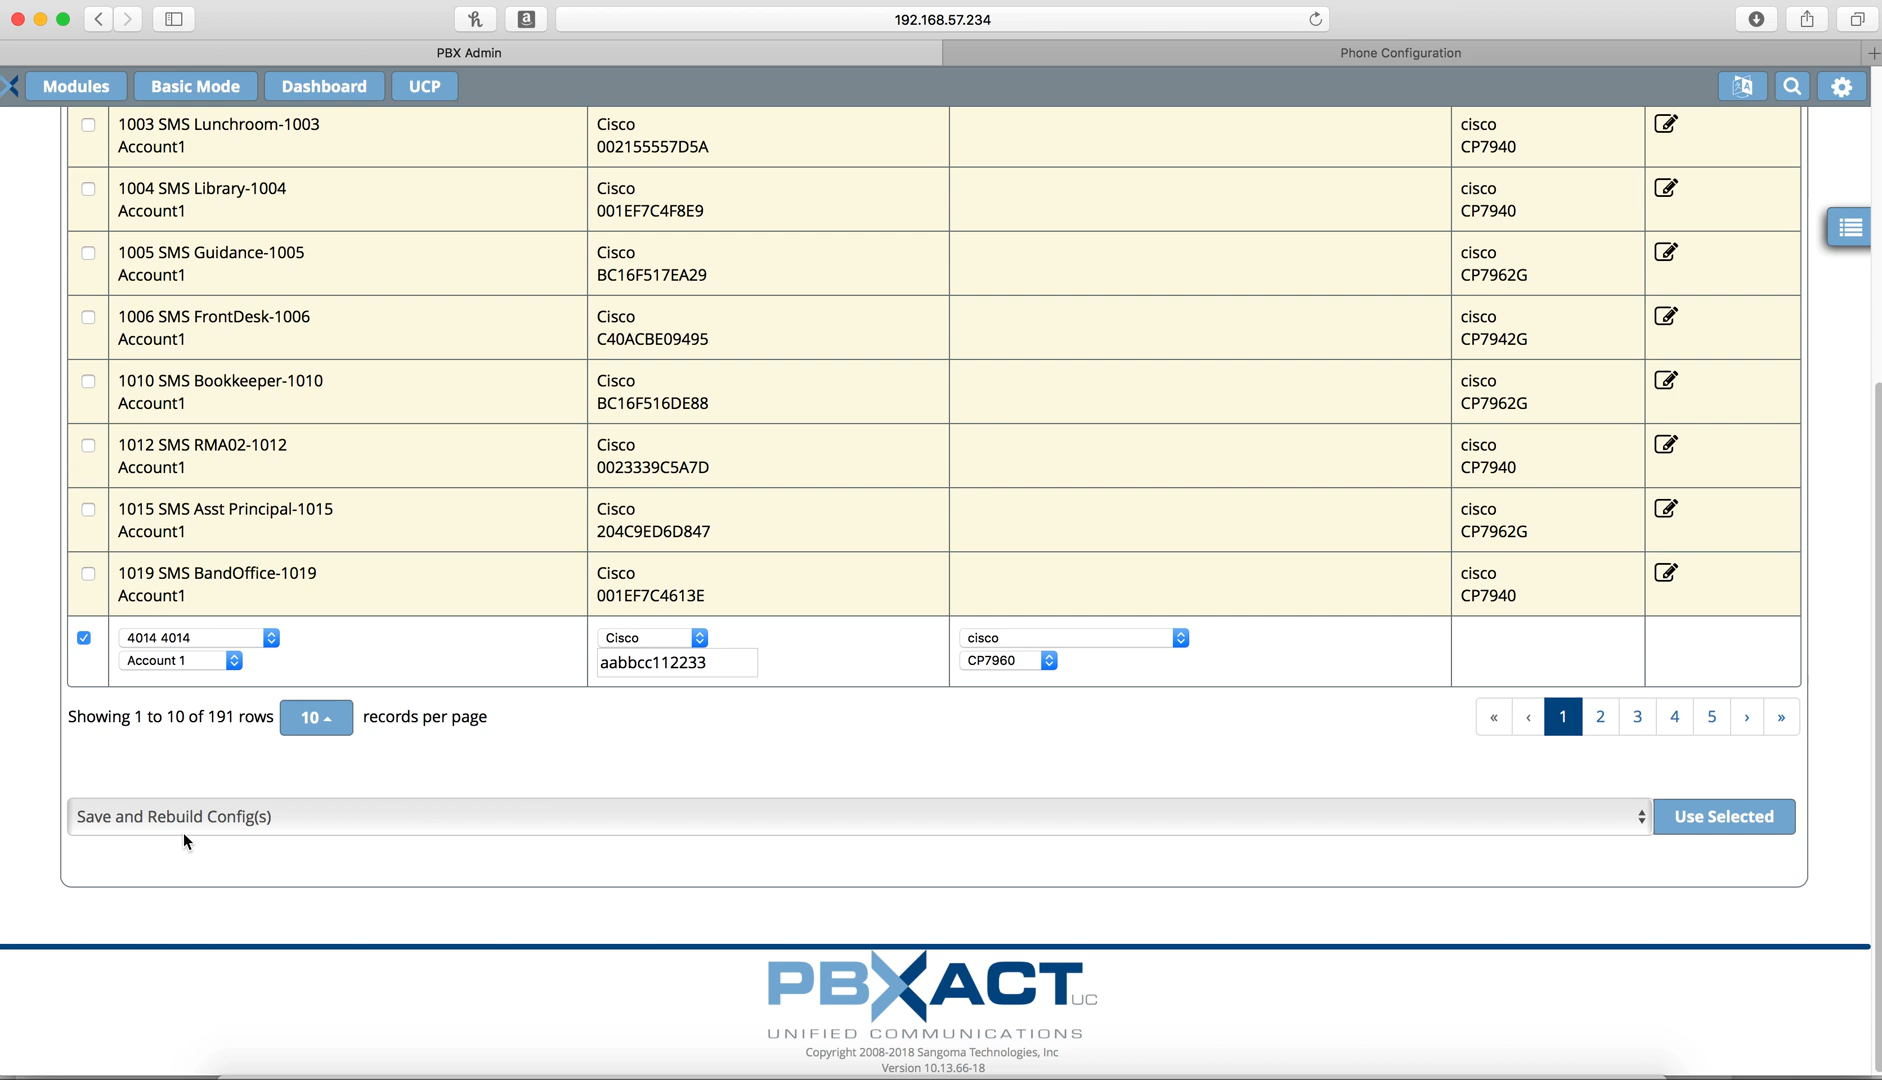 192.168.57.234
PBX Admin
Phone Configuration
Modules
Basic Mode
Dashboard
UCP
1003 SMS Lunchroom-1003
Account1
Cisco
002155557D5A
cisco
CP7940
1004 SMS Library-1004
Account1
Cisco
001EF7C4F8E9
cisco
CP7940
1005 SMS Guidance-1005
Account1
Cisco
BC16F517EA29
cisco
CP7962G
1006 SMS FrontDesk-1006
Account1
Cisco
C40ACBE09495
cisco
CP7942G
1010 SMS Bookkeeper-1010
Account1
Cisco
BC16F516DE88
cisco
CP7962G
1012 SMS RMA02-1012
Account1
Cisco
0023339C5A7D
cisco
CP7940
1015 SMS Asst Principal-1015
Account1
Cisco
204C9ED6D847
cisco
CP7962G
1019 SMS BandOffice-1019
Account1
Cisco
001EF7C4613E
cisco
CP7940
4014 4014
Account 1
Cisco
aabbcc112233
cisco
CP7960
Showing 1 to 10 of 191 rows 10 records per page
« ‹ 1 2 3 4 5 › »
Save and Rebuild Config(s)
Use Selected
PBXACT UC
UNIFIED COMMUNICATIONS
Copyright 2008-2018 Sangoma Technologies, Inc
Version 10.13.66-18